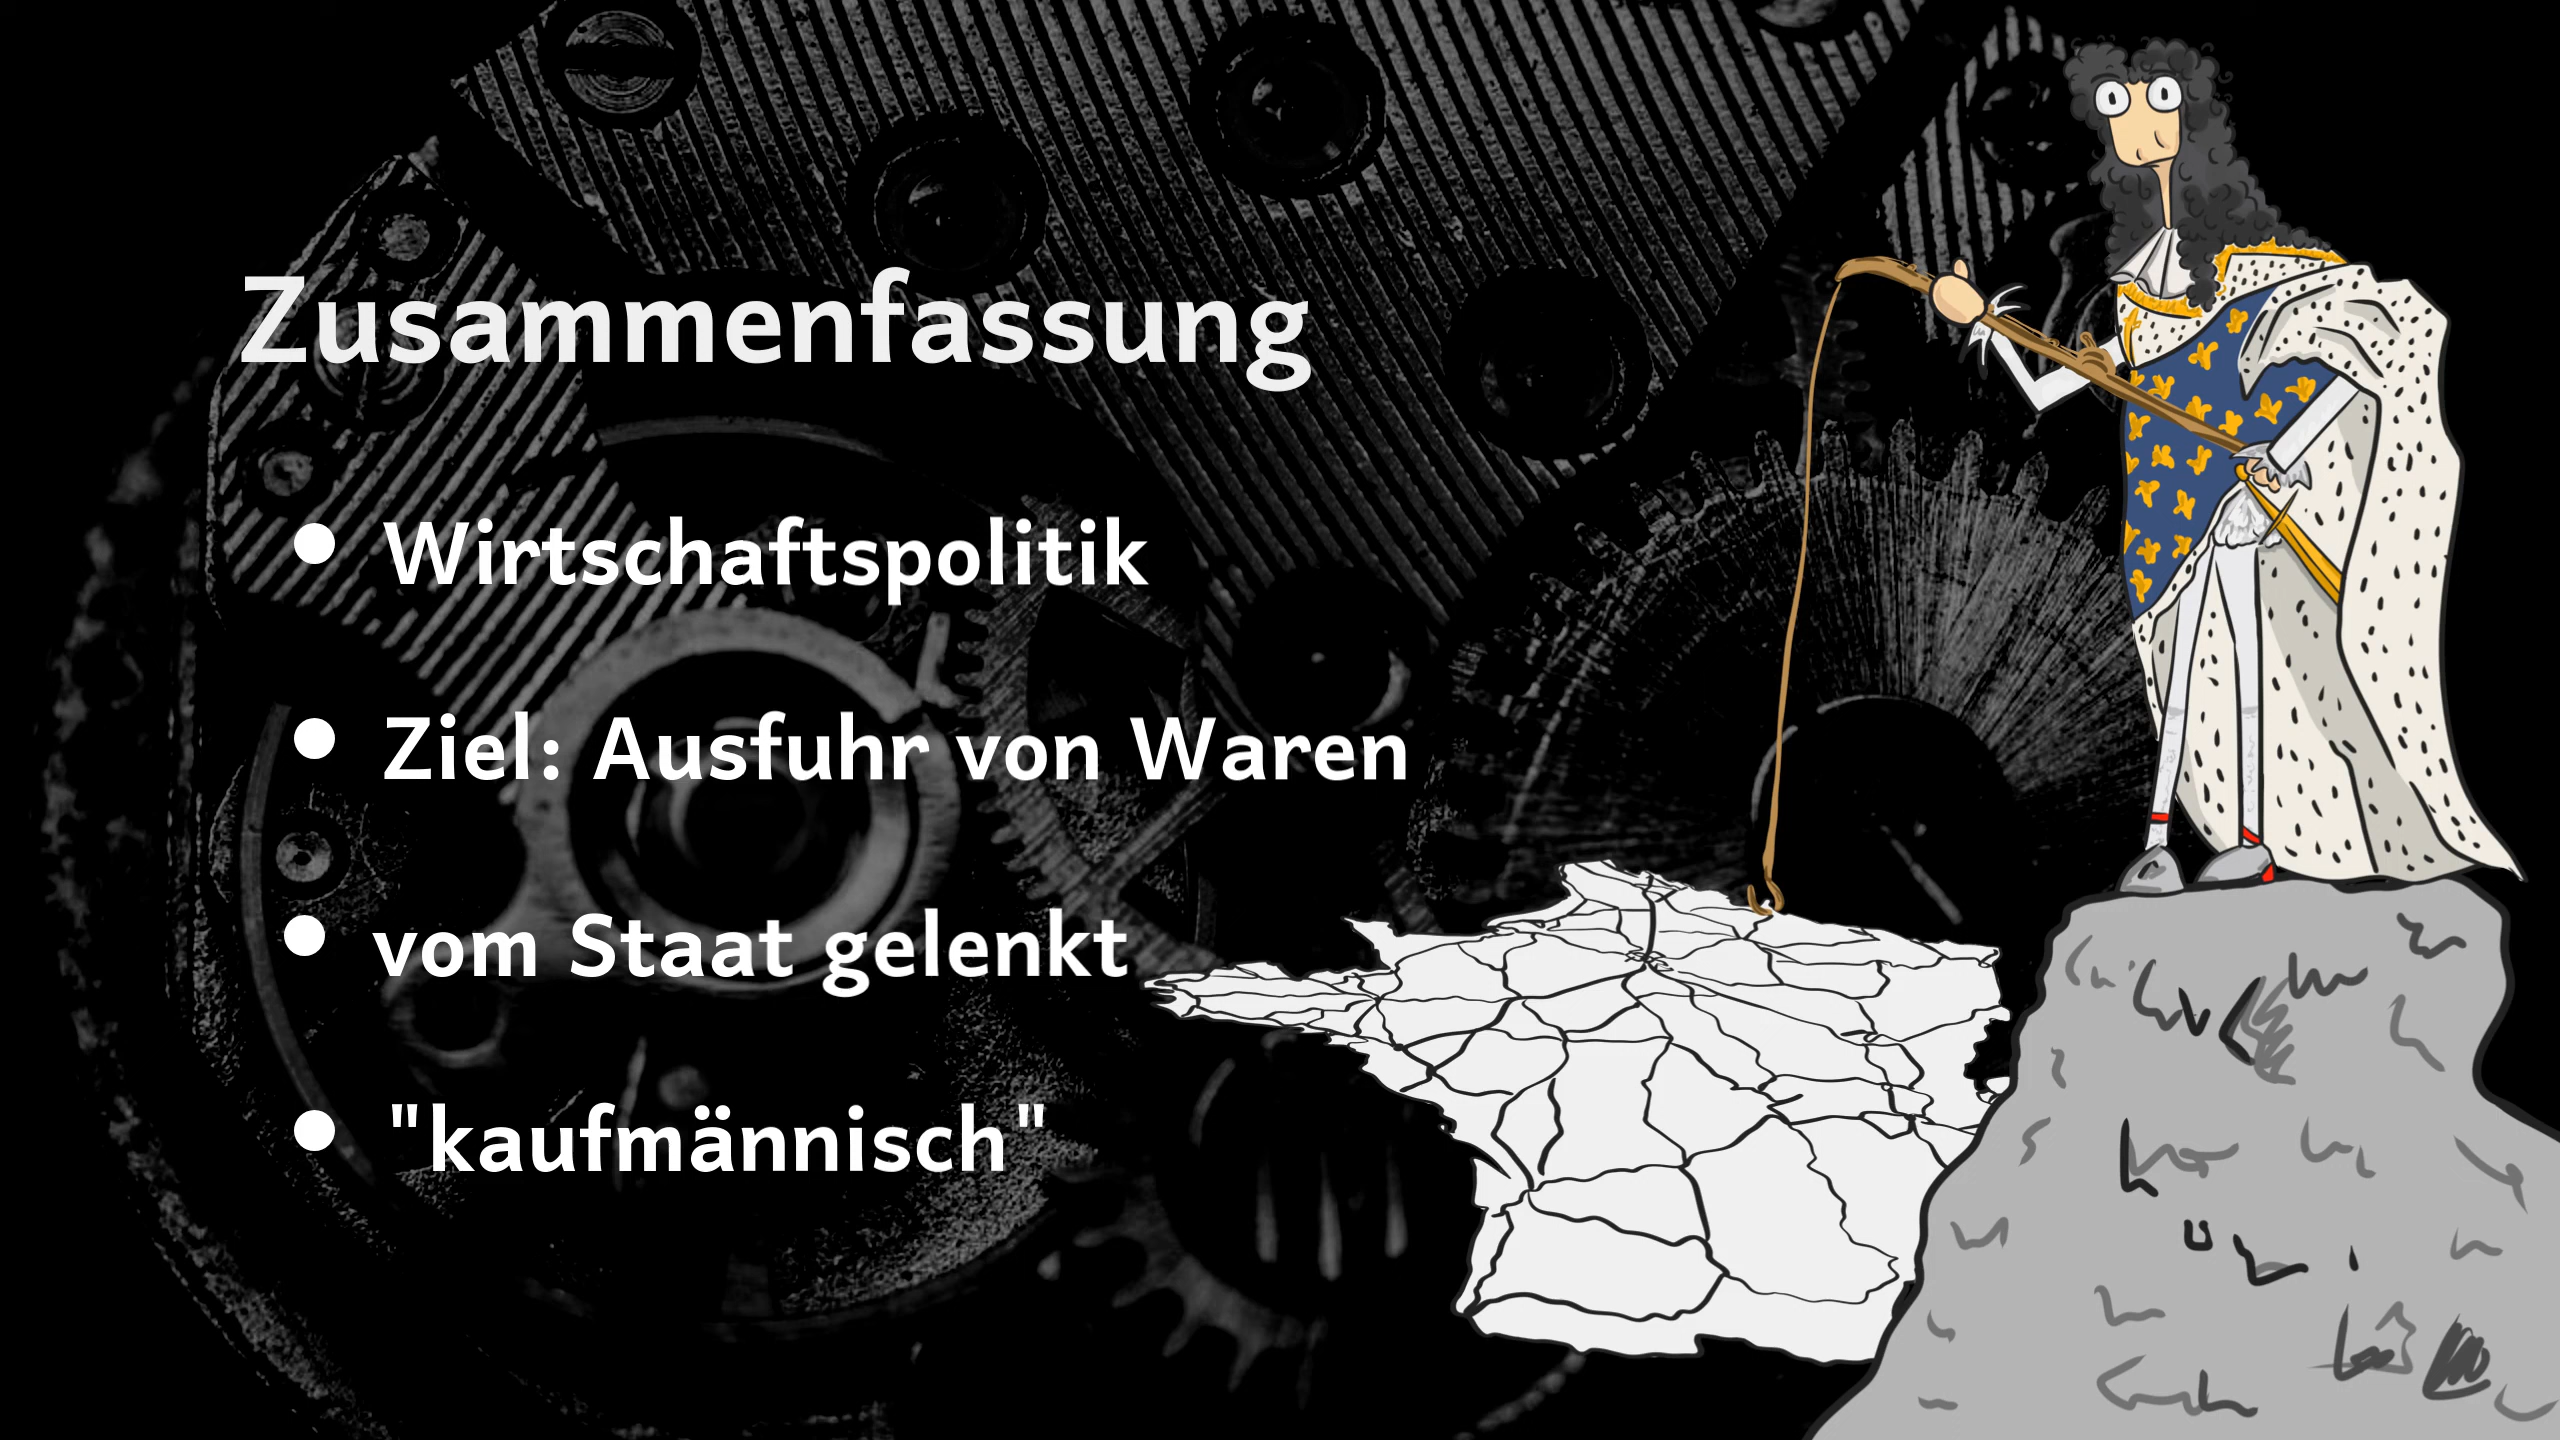 Zusammenfassung
• Wirtschaftspolitik
• Ziel: Ausfuhr von Waren
• vom Staat gelenkt
• "kaufmännisch"